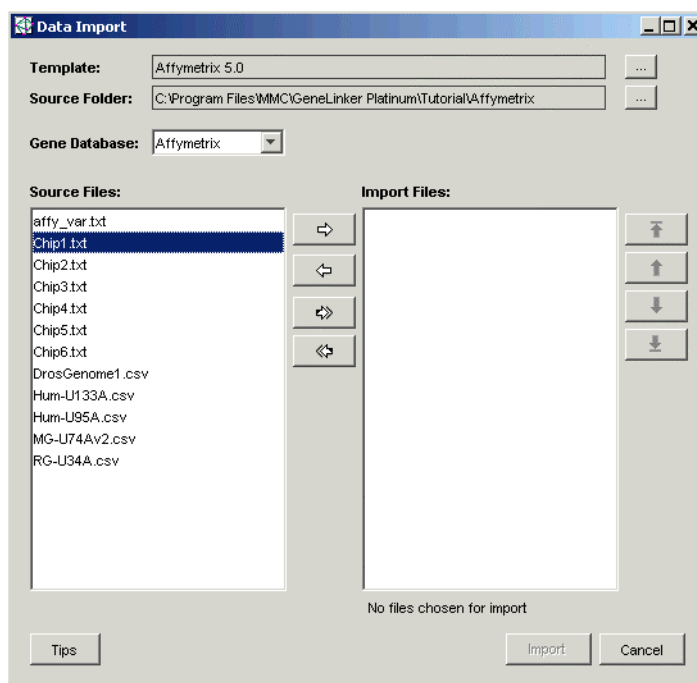 Data Import
Template: Affymetrix 5.0 ...
Source Folder: C:\Program Files\MMC\GeneLinker Platinum\Tutorial\Affymetrix ...
Gene Database: Affymetrix
Source Files: Import Files:
affy_var.txt
Chip1.txt
Chip2.txt
Chip3.txt
Chip4.txt
Chip5.txt
Chip6.txt
DrosGenome1.csv
Hum-U133A.csv
Hum-U95A.csv
MG-U74Av2.csv
RG-U34A.csv
No files chosen for import
Tips Import Cancel